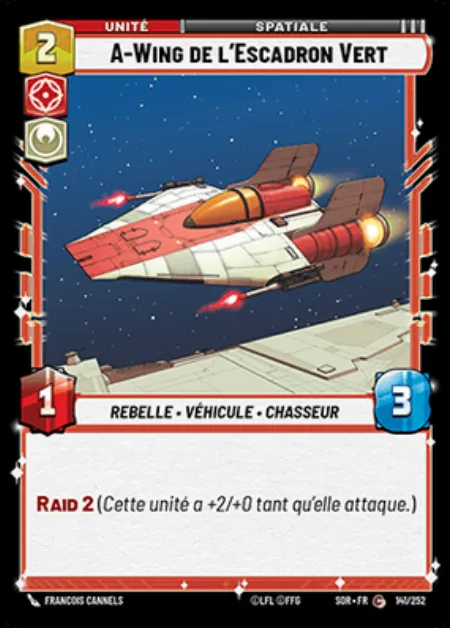 UNITÉ SPATIALE
2 A-Wing de l'Escadron Vert
1 REBELLE • VÉHICULE • CHASSEUR 3
Raid 2 (Cette unité a +2/+0 tant qu'elle attaque.)
FRANCOIS CANNELS ©LFL ©FFG SOR • FR C 141/252